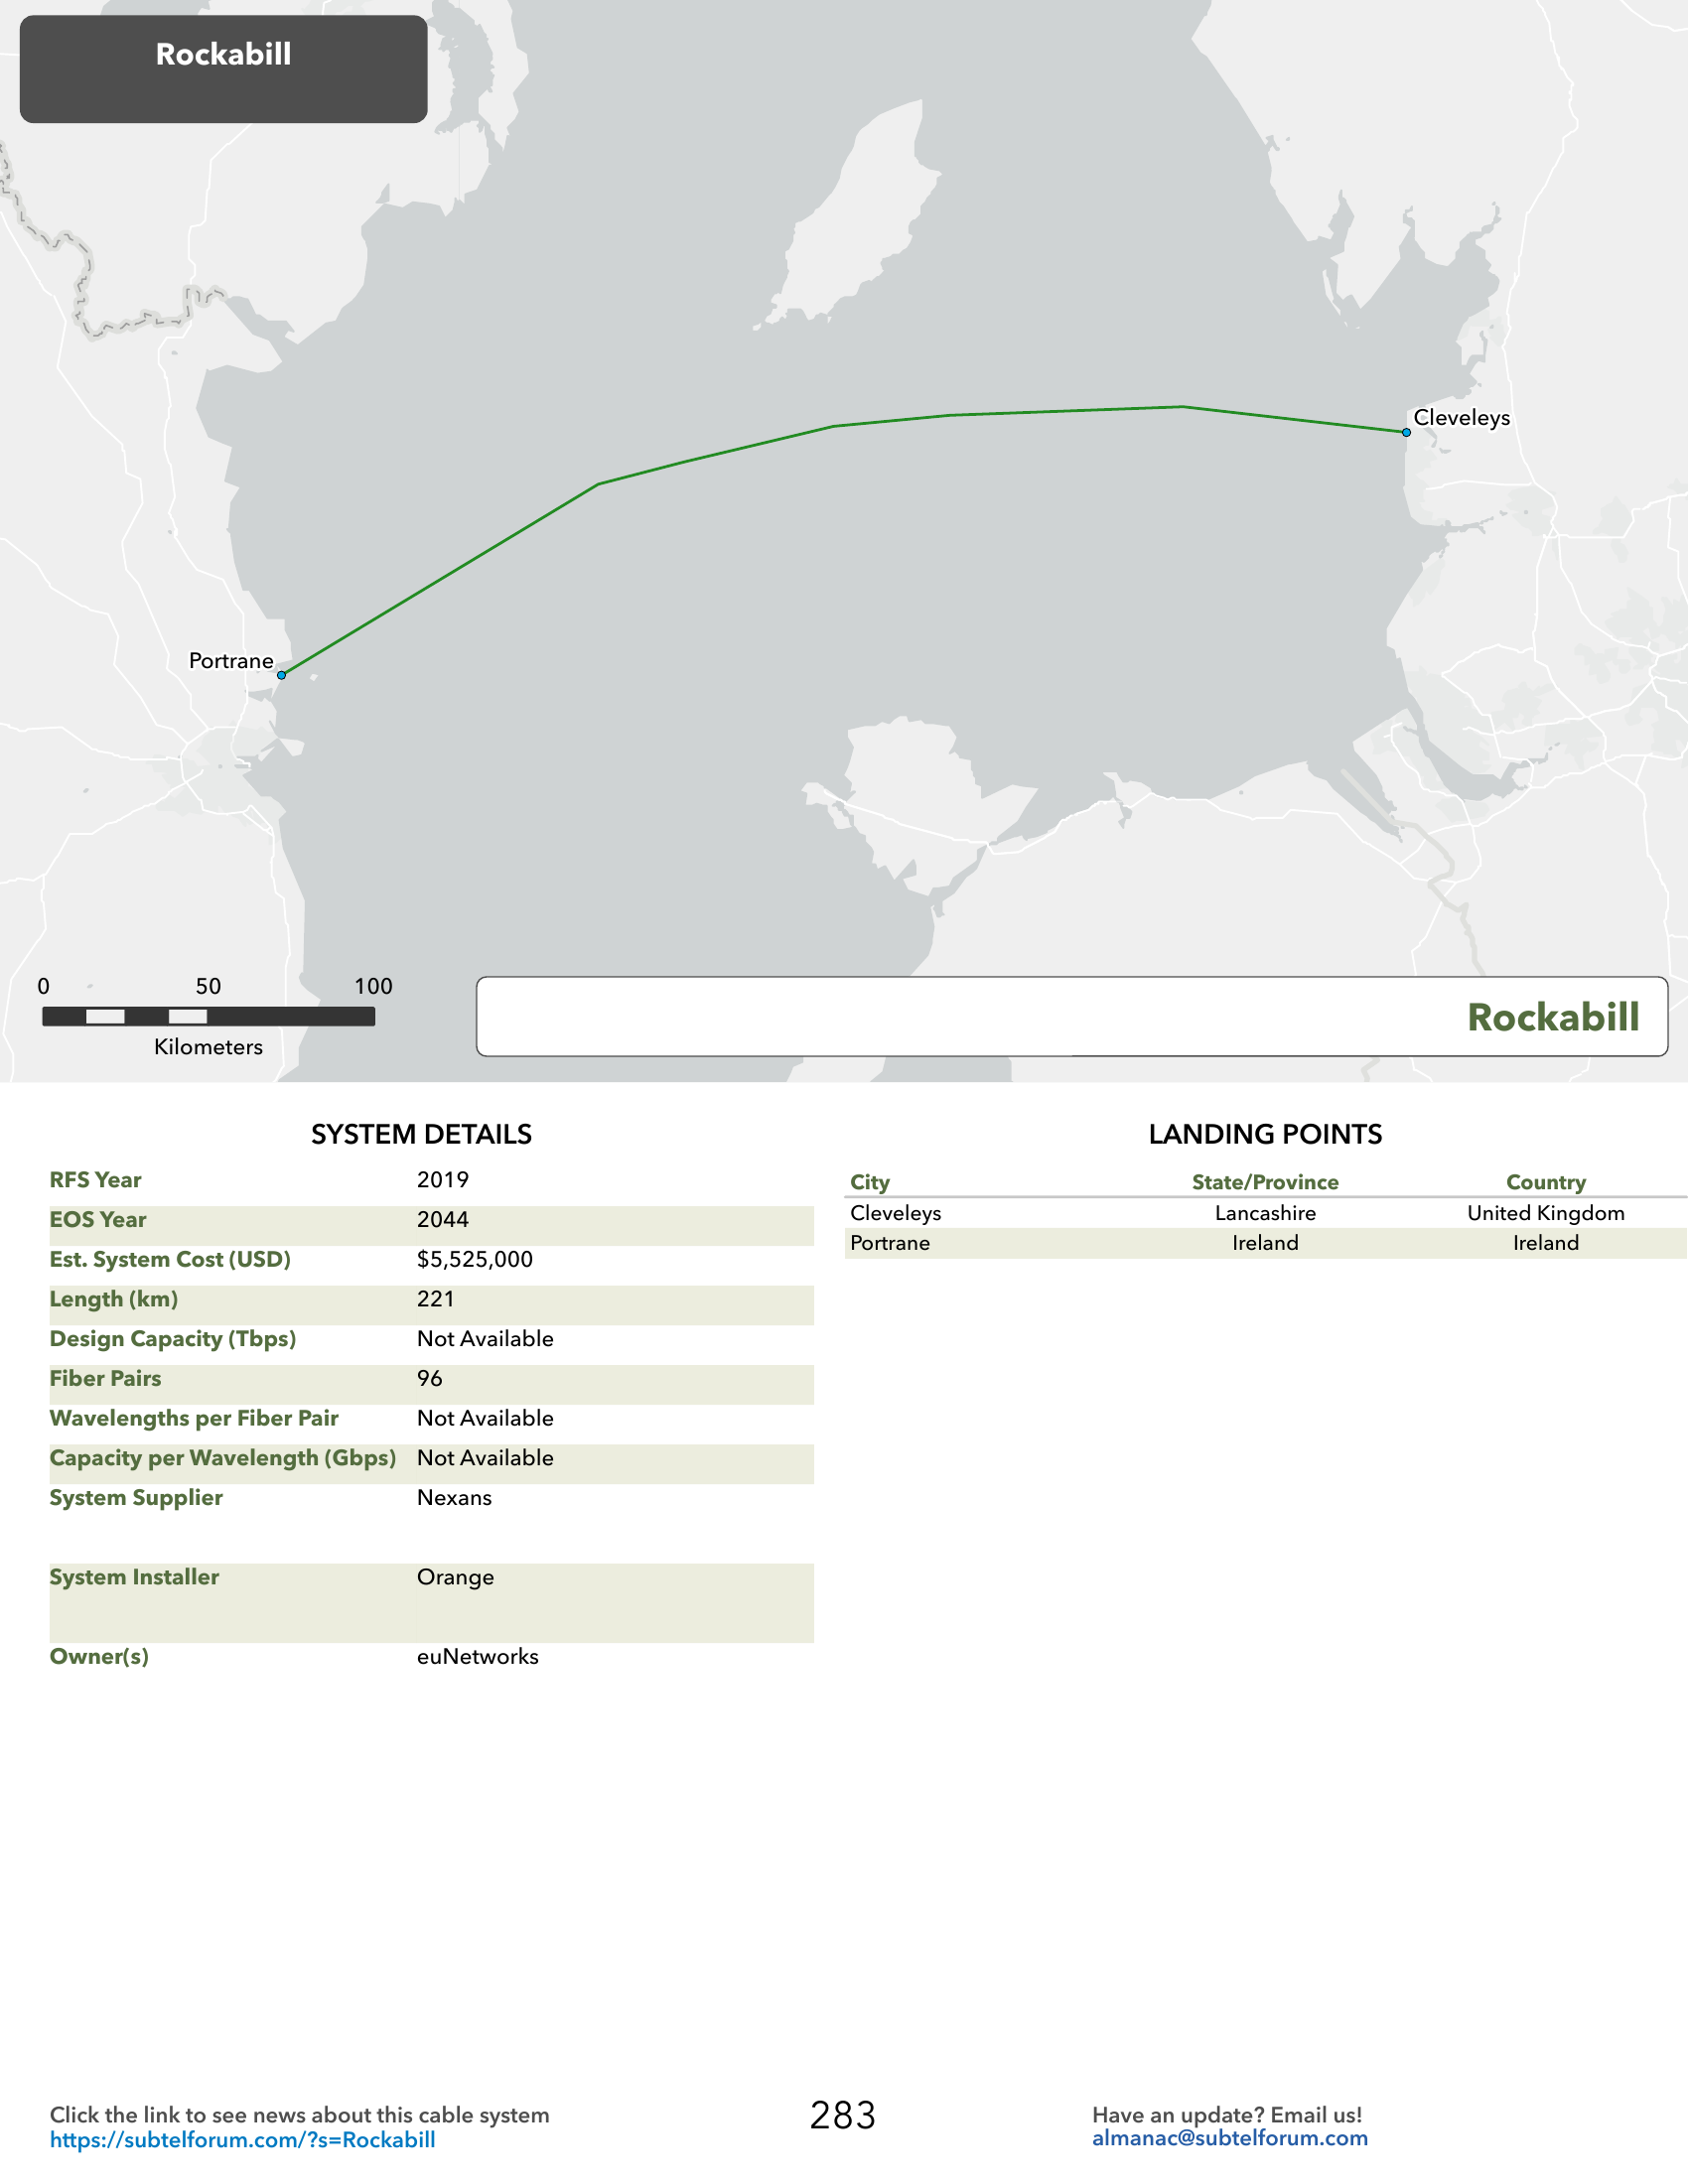 Rockabill
Cleveleys
Portrane
0 50 100
Kilometers
Rockabill
SYSTEM DETAILS
RFS Year 2019
EOS Year 2044
Est. System Cost (USD) $5,525,000
Length (km) 221
Design Capacity (Tbps) Not Available
Fiber Pairs 96
Wavelengths per Fiber Pair Not Available
Capacity per Wavelength (Gbps) Not Available
System Supplier Nexans
System Installer Orange
Owner(s) euNetworks
LANDING POINTS
City State/Province Country
Cleveleys Lancashire United Kingdom
Portrane Ireland Ireland
Click the link to see news about this cable system
https://subtelforum.com/?s=Rockabill
283
Have an update? Email us!
almanac@subtelforum.com